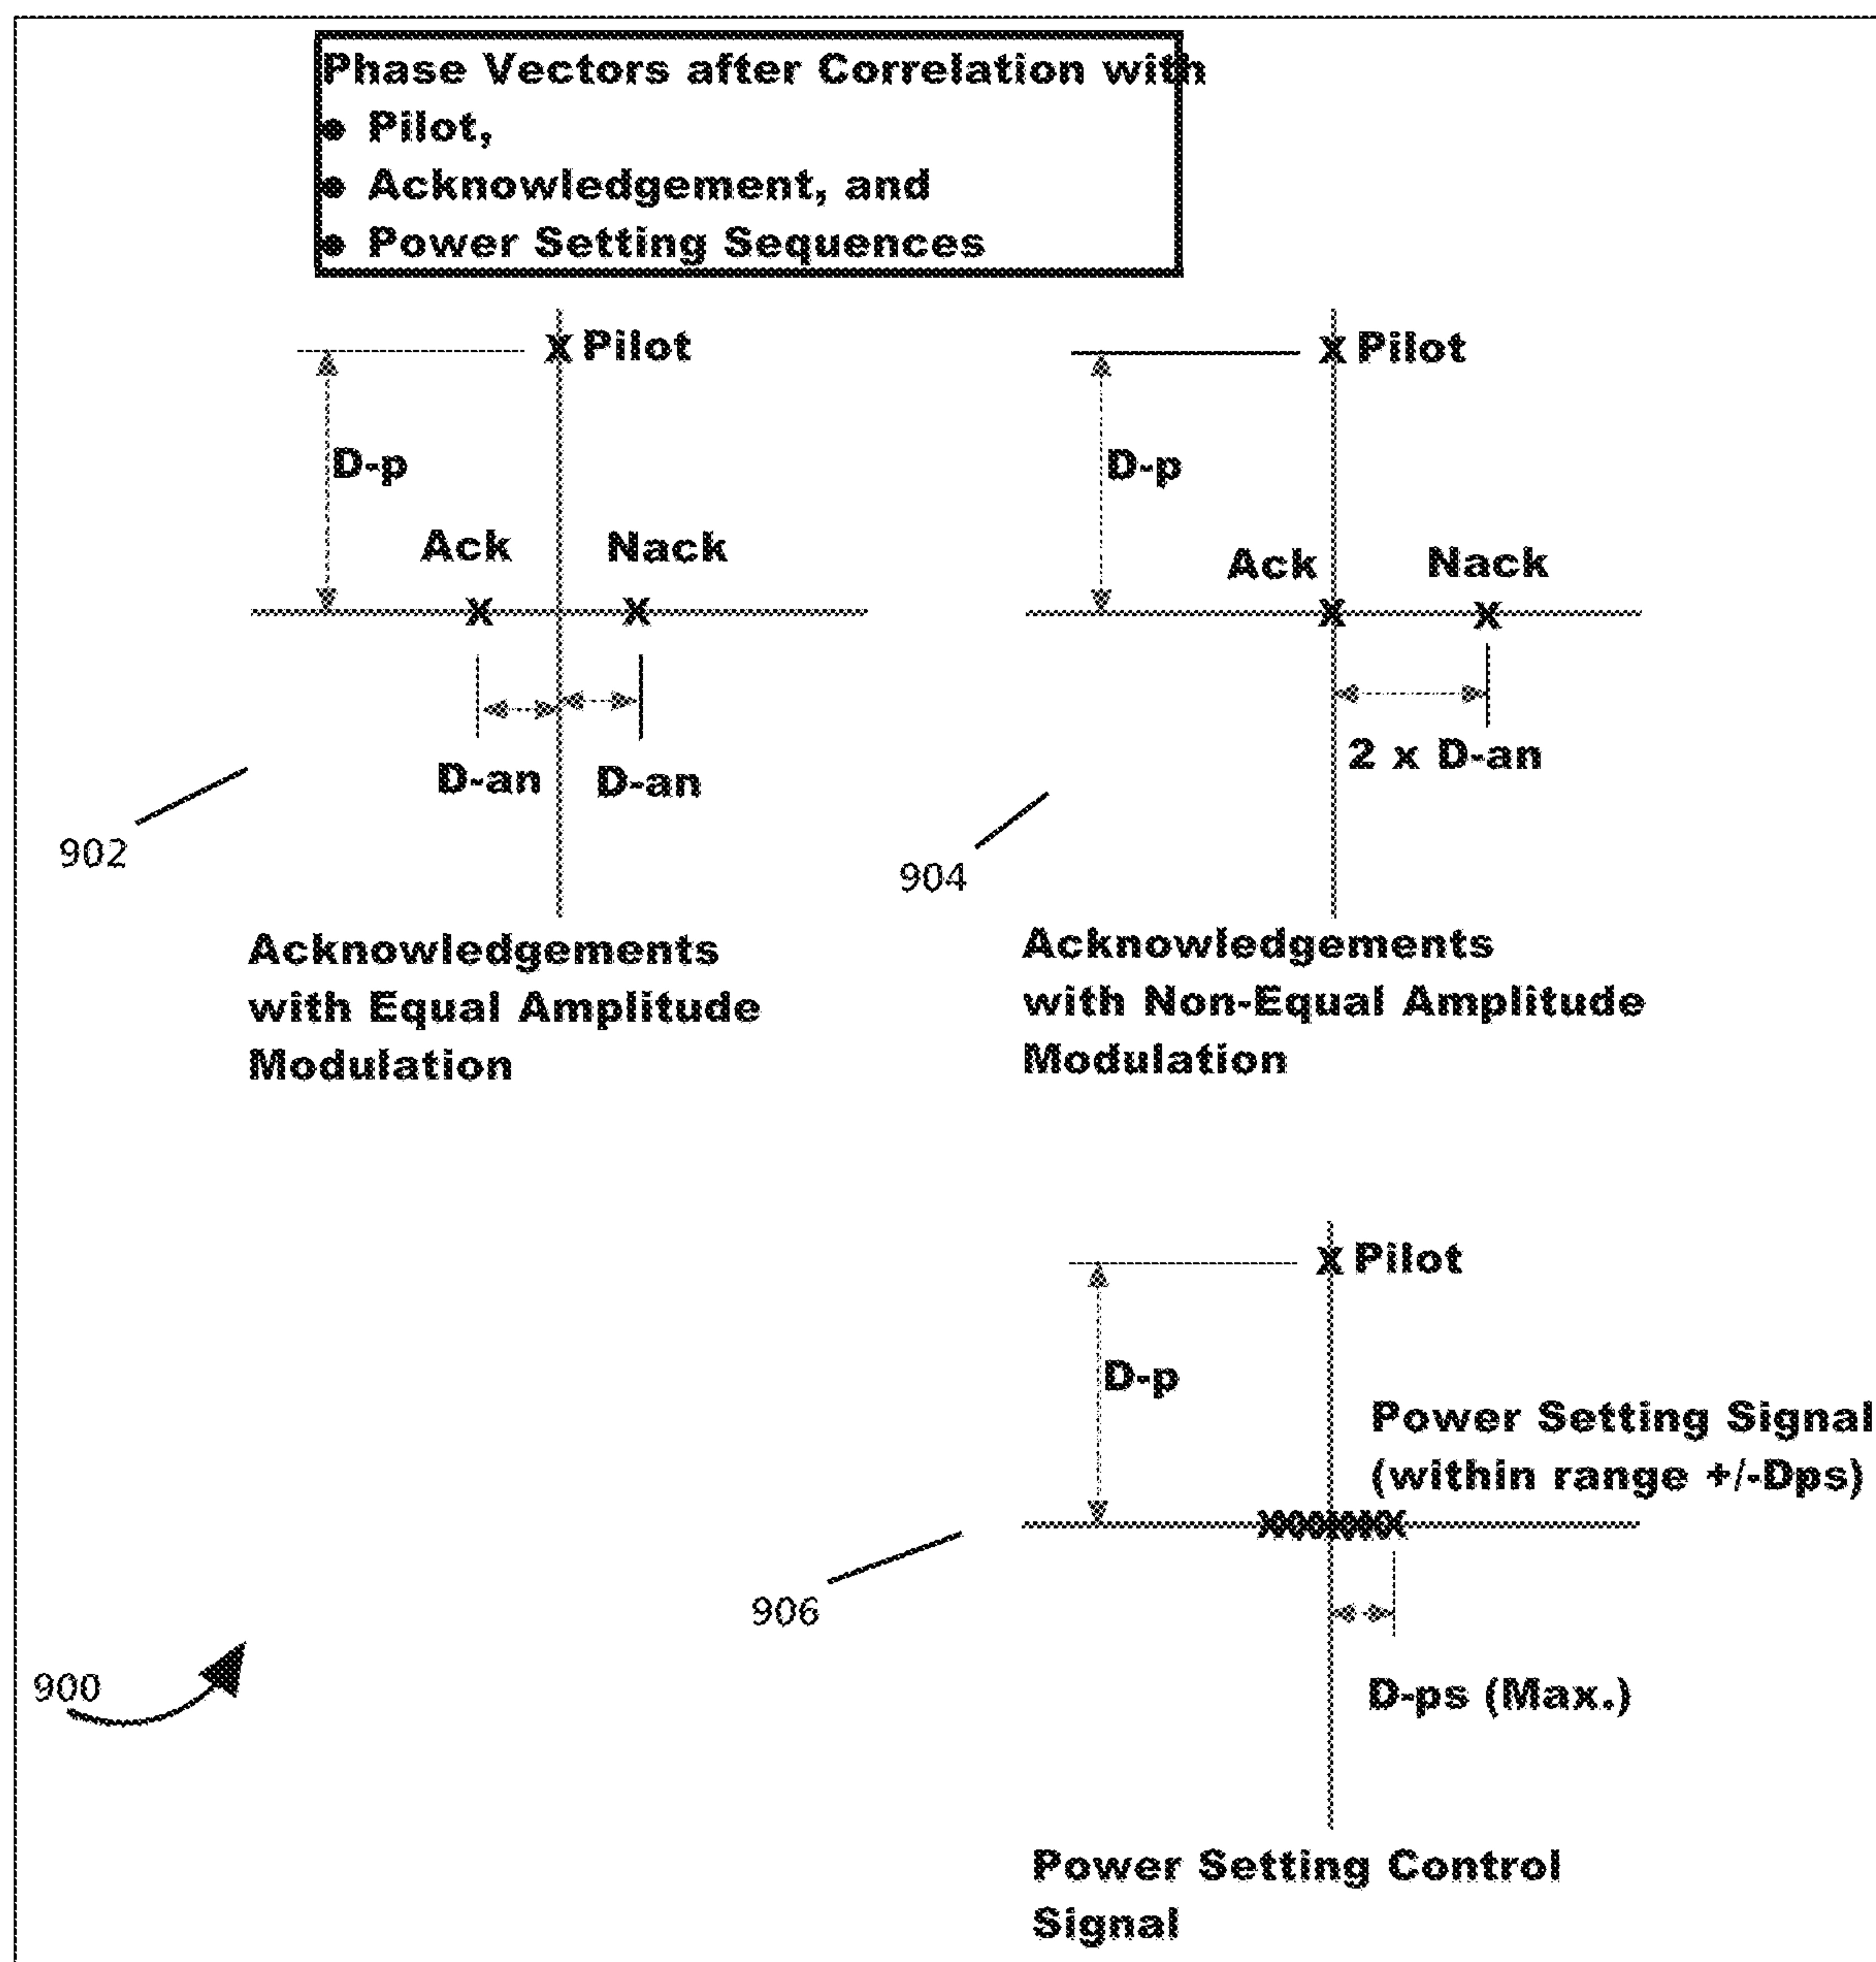 Phase Vectors after Correlation with
• Pilot,
• Acknowledgement, and
• Power Setting Sequences
X Pilot
D-p
Ack
Nack
X
X
D-an
D-an
902
Acknowledgements
with Equal Amplitude
Modulation
X Pilot
D-p
Ack
Nack
X
X
2 x D-an
904
Acknowledgements
with Non-Equal Amplitude
Modulation
X Pilot
D-p
Power Setting Signal
(within range +/-Dps)
906
D-ps (Max.)
900
Power Setting Control
Signal